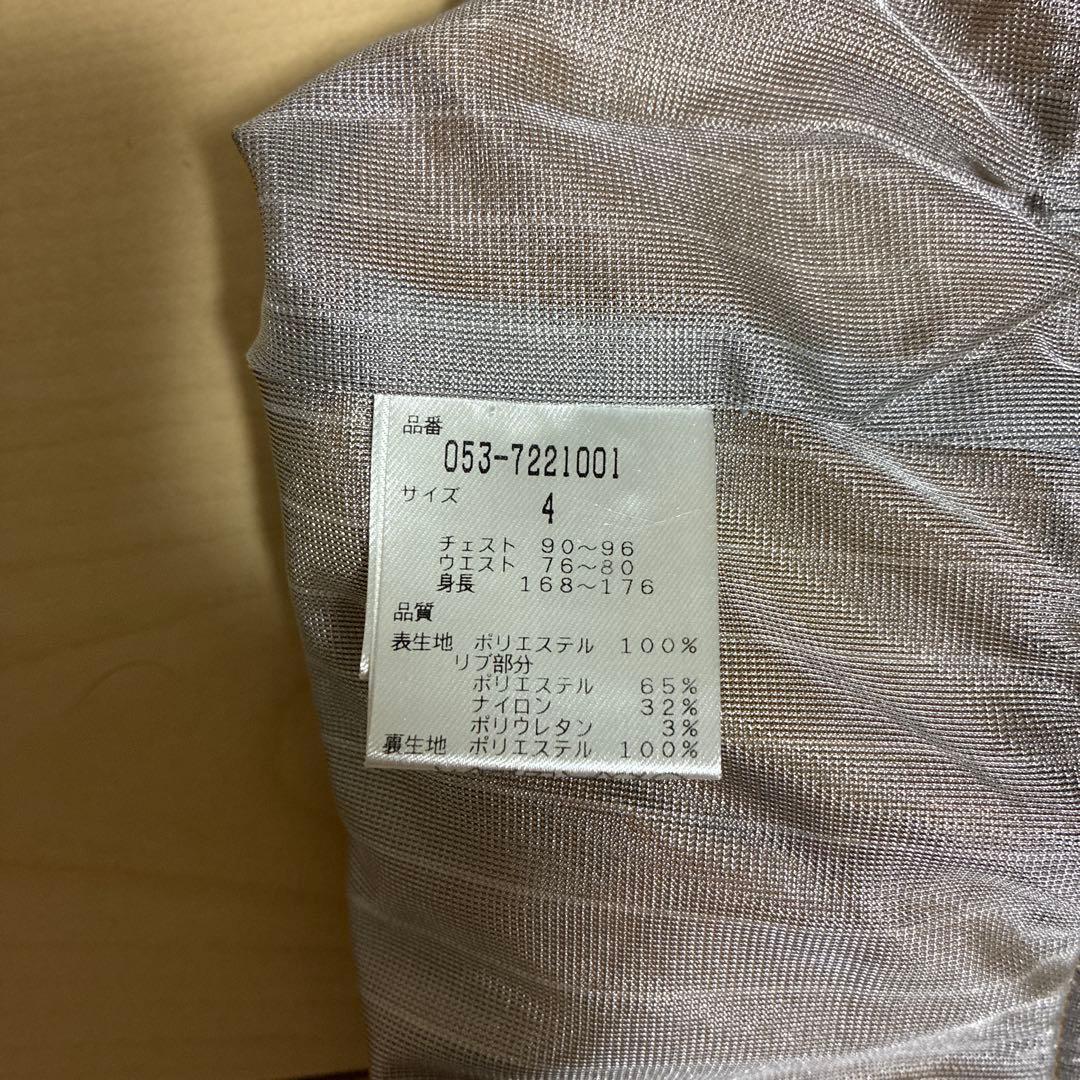 品番
053-7221001
サイズ
4
チェスト 90～96
ウエスト 76～80
身長 168～176
品質
表生地 ポリエステル 100%
リブ部分
ポリエステル 65%
ナイロン 32%
ポリウレタン 3%
裏生地 ポリエステル 100%